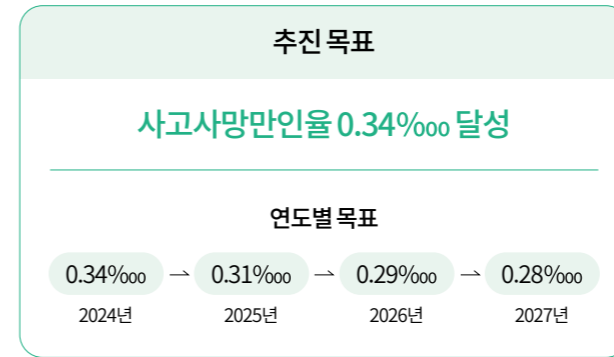 추진 목표
사고사망만인율 0.34‱ 달성
연도별 목표
0.34‱ → 0.31‱ → 0.29‱ → 0.28‱
2024년 2025년 2026년 2027년